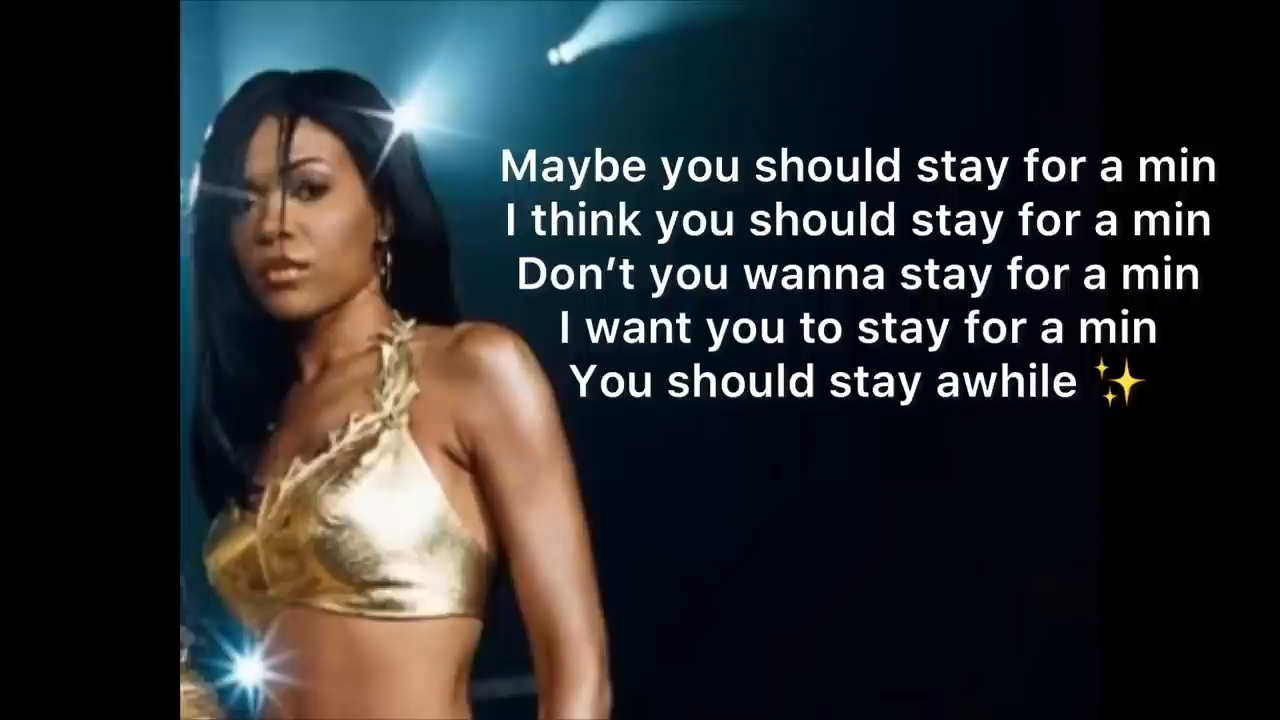 Maybe you should stay for a min
I think you should stay for a min
Don’t you wanna stay for a min
I want you to stay for a min
You should stay awhile ✨